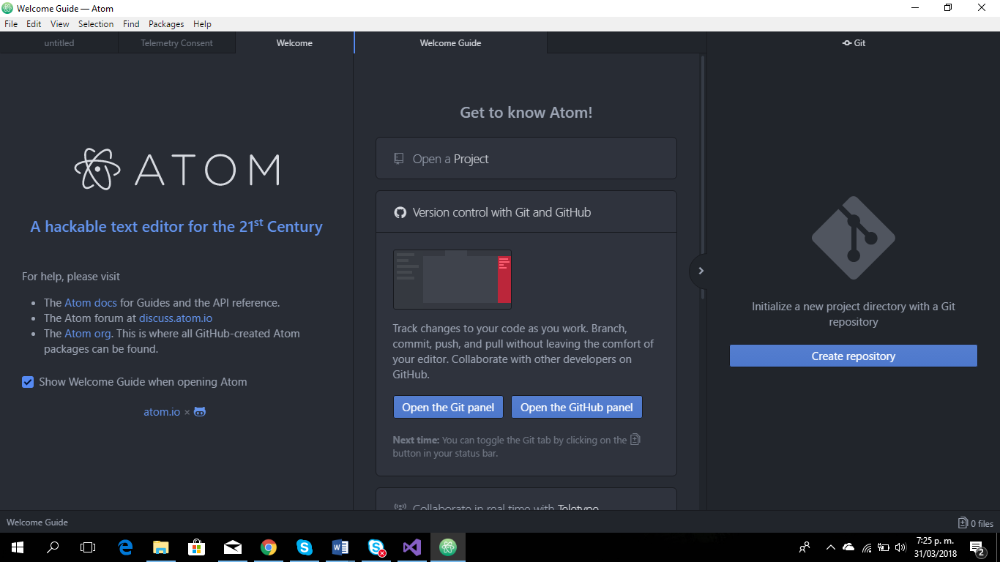 Welcome Guide — Atom
File Edit View Selection Find Packages Help
untitled
Telemetry Consent
Welcome
Welcome Guide
Git
ATOM
A hackable text editor for the 21st Century
For help, please visit
• The Atom docs for Guides and the API reference.
• The Atom forum at discuss.atom.io
• The Atom org. This is where all GitHub-created Atom
packages can be found.
Show Welcome Guide when opening Atom
atom.io ×
Get to know Atom!
Open a Project
Version control with Git and GitHub
Track changes to your code as you work. Branch,
commit, push, and pull without leaving the comfort of
your editor. Collaborate with other developers on
GitHub.
Open the Git panel
Open the GitHub panel
Next time: You can toggle the Git tab by clicking on the
button in your status bar.
Collaborate in real time with Teletype
Initialize a new project directory with a Git
repository
Create repository
Welcome Guide
0 files
7:25 p. m.
31/03/2018
2